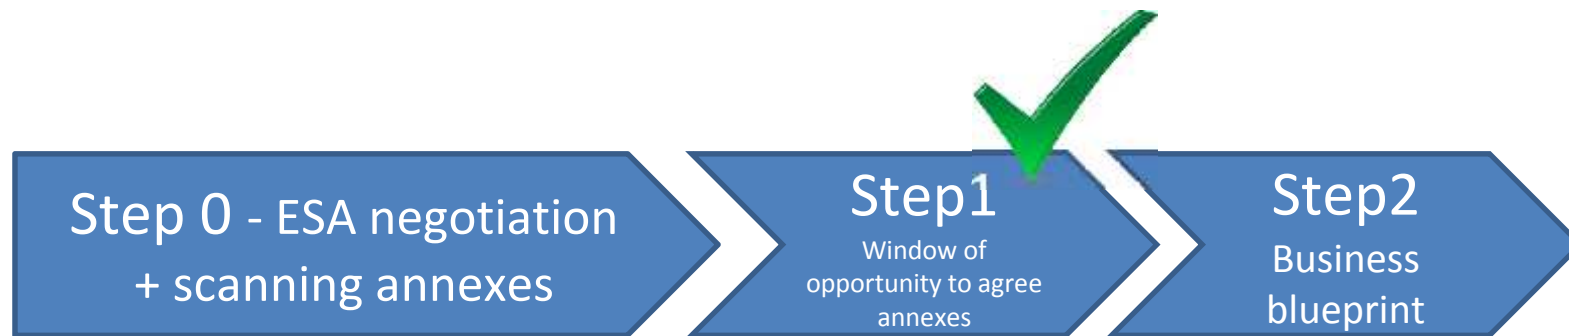 Step 0 - ESA negotiation
+ scanning annexes
Step1
Window of
opportunity to agree
annexes
Step2
Business
blueprint